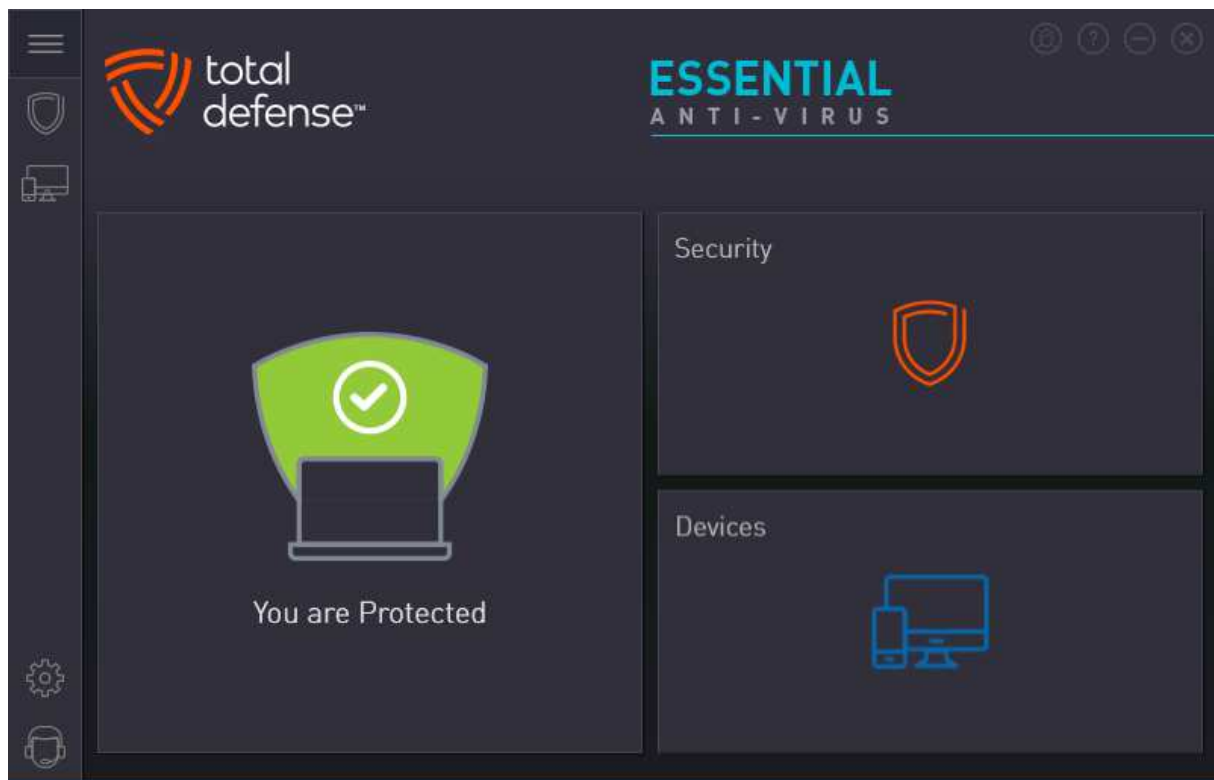 total
defense™
ESSENTIAL
ANTI-VIRUS
Security
You are Protected
Devices